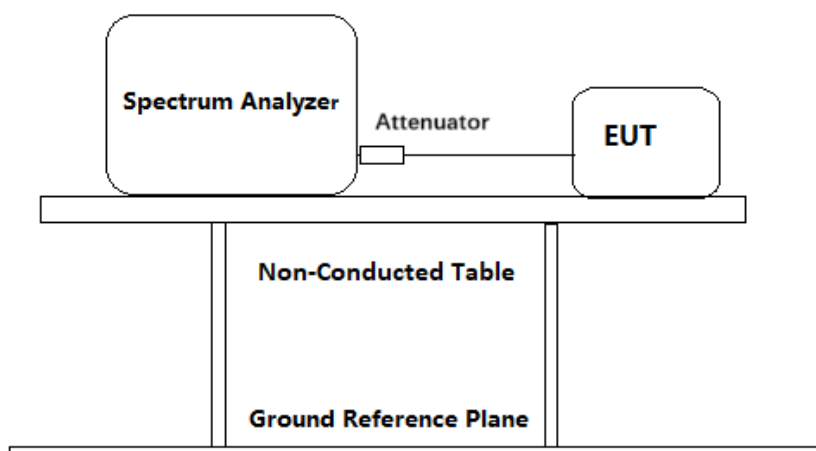 Spectrum Analyzer
Attenuator
EUT
Non-Conducted Table
Ground Reference Plane